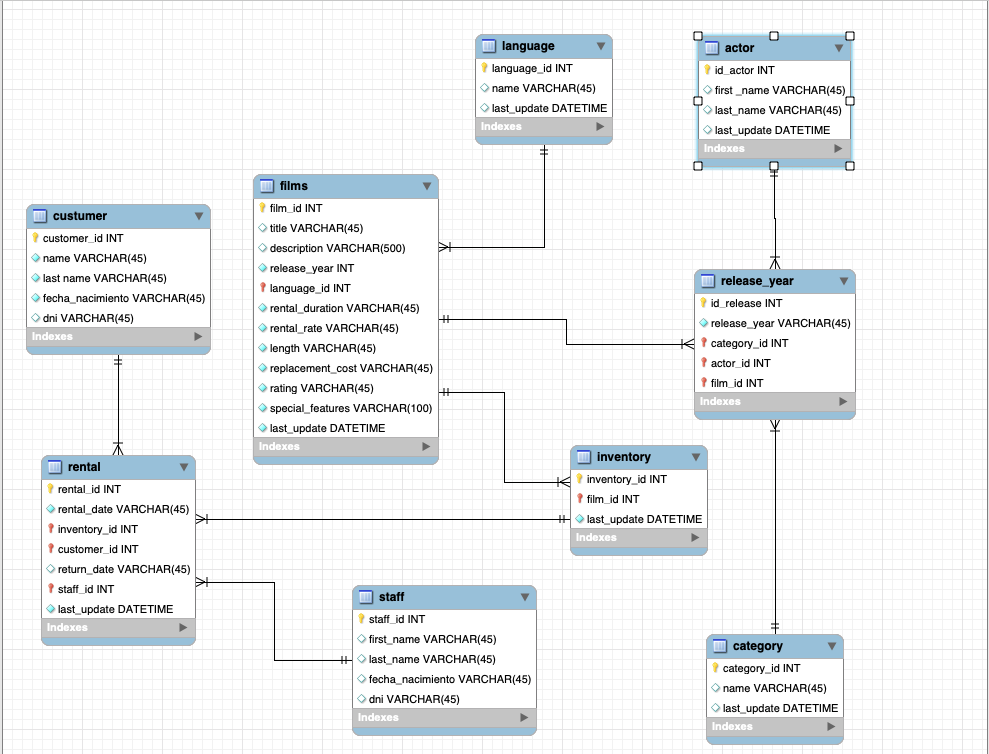 language
language_id INT
name VARCHAR(45)
last_update DATETIME
Indexes
actor
id_actor INT
first _name VARCHAR(45)
last_name VARCHAR(45)
last_update DATETIME
Indexes
films
film_id INT
title VARCHAR(45)
description VARCHAR(500)
release_year INT
language_id INT
rental_duration VARCHAR(45)
rental_rate VARCHAR(45)
length VARCHAR(45)
replacement_cost VARCHAR(45)
rating VARCHAR(45)
special_features VARCHAR(100)
last_update DATETIME
Indexes
custumer
customer_id INT
name VARCHAR(45)
last name VARCHAR(45)
fecha_nacimiento VARCHAR(45)
dni VARCHAR(45)
Indexes
release_year
id_release INT
release_year VARCHAR(45)
category_id INT
actor_id INT
film_id INT
Indexes
inventory
inventory_id INT
film_id INT
last_update DATETIME
Indexes
rental
rental_id INT
rental_date VARCHAR(45)
inventory_id INT
customer_id INT
return_date VARCHAR(45)
staff_id INT
last_update DATETIME
Indexes
staff
staff_id INT
first_name VARCHAR(45)
last_name VARCHAR(45)
fecha_nacimiento VARCHAR(45)
dni VARCHAR(45)
Indexes
category
category_id INT
name VARCHAR(45)
last_update DATETIME
Indexes